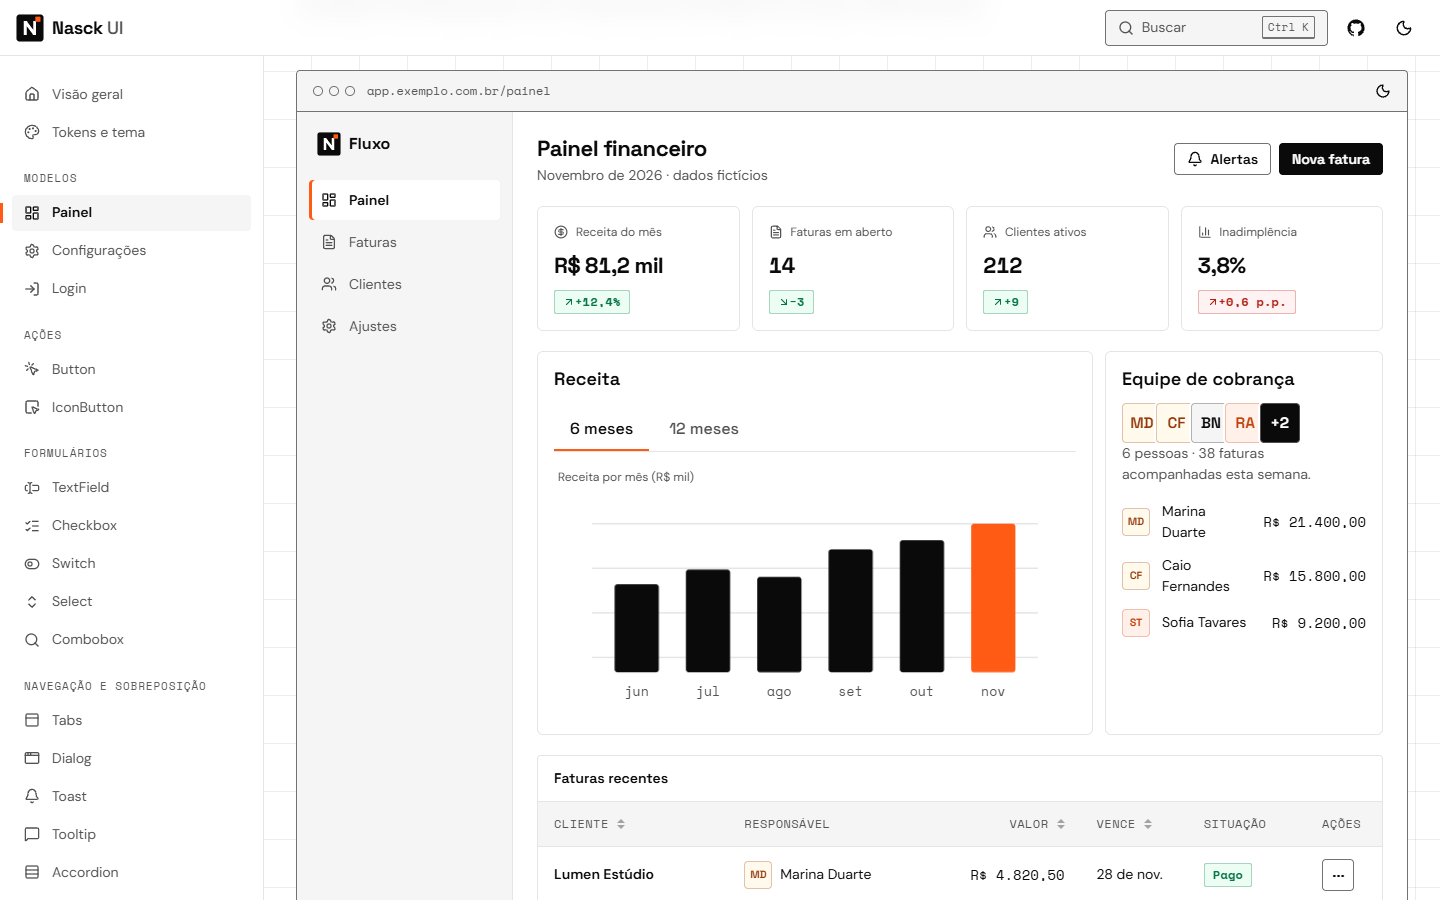 Nasck UI
Buscar
Ctrl K
Visão geral
Tokens e tema
MODELOS
Painel
Configurações
Login
AÇÕES
Button
IconButton
FORMULÁRIOS
TextField
Checkbox
Switch
Select
Combobox
NAVEGAÇÃO E SOBREPOSIÇÃO
Tabs
Dialog
Toast
Tooltip
Accordion
app.exemplo.com.br/painel
Fluxo
Painel
Faturas
Clientes
Ajustes
Painel financeiro
Novembro de 2026 · dados fictícios
Alertas
Nova fatura
Receita do mês
R$ 81,2 mil
+12,4%
Faturas em aberto
14
−3
Clientes ativos
212
+9
Inadimplência
3,8%
+0,6 p.p.
Receita
6 meses
12 meses
Receita por mês (R$ mil)
jun
jul
ago
set
out
nov
Equipe de cobrança
MD
CF
BN
RA
+2
6 pessoas · 38 faturas
acompanhadas esta semana.
MD
Marina
Duarte
R$ 21.400,00
CF
Caio
Fernandes
R$ 15.800,00
ST
Sofia Tavares
R$ 9.200,00
Faturas recentes
CLIENTE
RESPONSÁVEL
VALOR
VENCE
SITUAÇÃO
AÇÕES
Lumen Estúdio
MD
Marina Duarte
R$ 4.820,50
28 de nov.
Pago